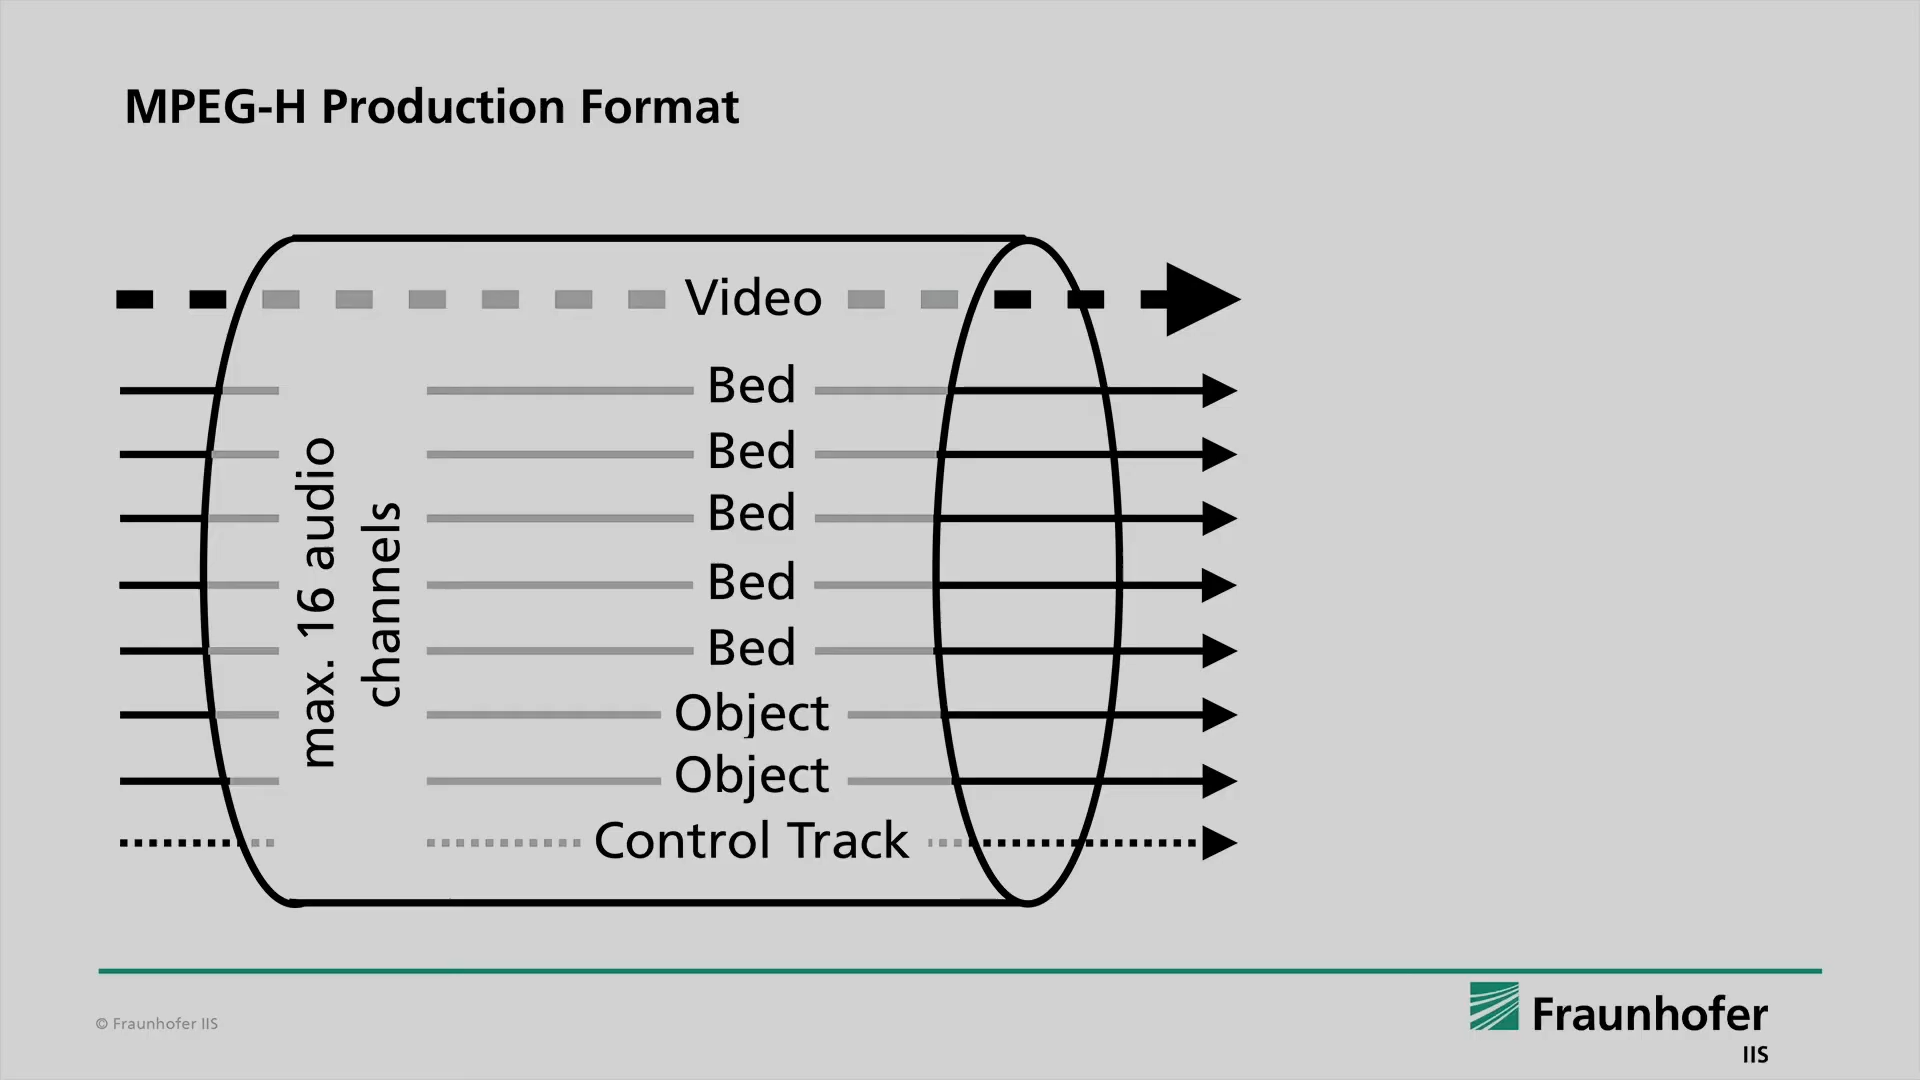 MPEG-H Production Format
Video
max. 16 audio
channels
Bed
Bed
Bed
Bed
Bed
Object
Object
Control Track
© Fraunhofer IIS
Fraunhofer
IIS